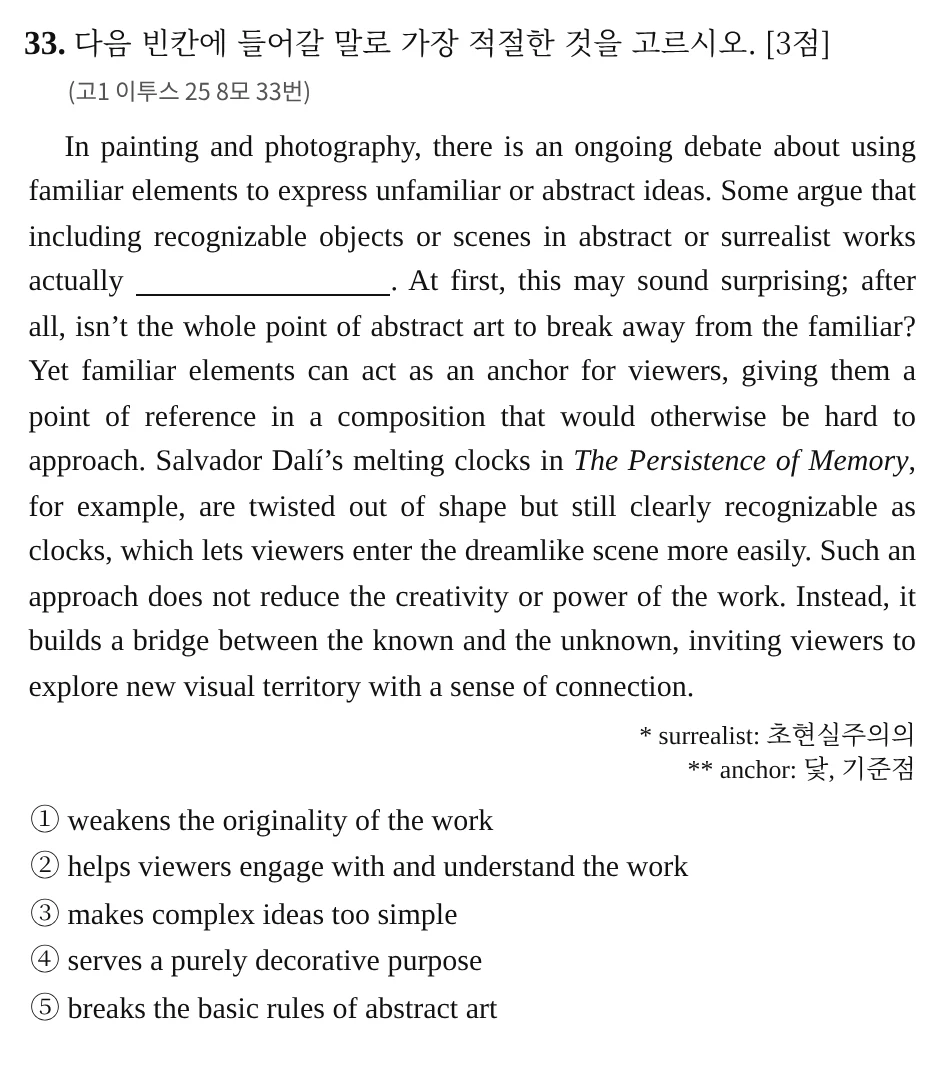 33. 다음 빈칸에 들어갈 말로 가장 적절한 것을 고르시오. [3점]
(고1 이투스 25 8모 33번)
In painting and photography, there is an ongoing debate about using
familiar elements to express unfamiliar or abstract ideas. Some argue that
including recognizable objects or scenes in abstract or surrealist works
actually ________________. At first, this may sound surprising; after
all, isn’t the whole point of abstract art to break away from the familiar?
Yet familiar elements can act as an anchor for viewers, giving them a
point of reference in a composition that would otherwise be hard to
approach. Salvador Dalí’s melting clocks in The Persistence of Memory,
for example, are twisted out of shape but still clearly recognizable as
clocks, which lets viewers enter the dreamlike scene more easily. Such an
approach does not reduce the creativity or power of the work. Instead, it
builds a bridge between the known and the unknown, inviting viewers to
explore new visual territory with a sense of connection.
* surrealist: 초현실주의의
** anchor: 닻, 기준점
① weakens the originality of the work
② helps viewers engage with and understand the work
③ makes complex ideas too simple
④ serves a purely decorative purpose
⑤ breaks the basic rules of abstract art